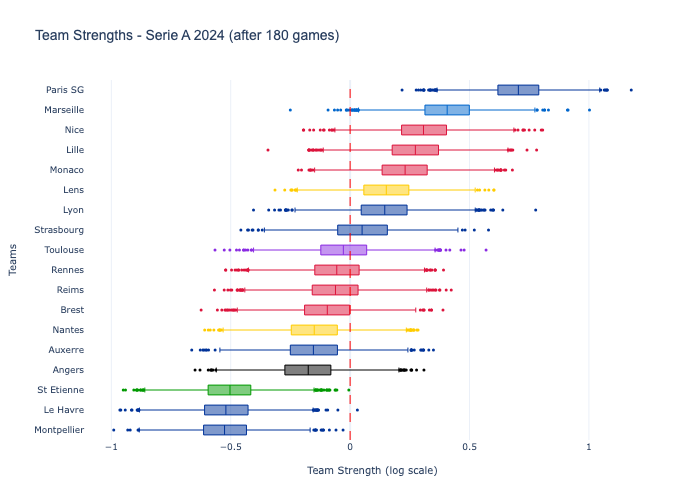 Team Strengths - Serie A 2024 (after 180 games)
Teams
Paris SG
Marseille
Nice
Lille
Monaco
Lens
Lyon
Strasbourg
Toulouse
Rennes
Reims
Brest
Nantes
Auxerre
Angers
St Etienne
Le Havre
Montpellier
−1 −0.5 0 0.5 1
Team Strength (log scale)